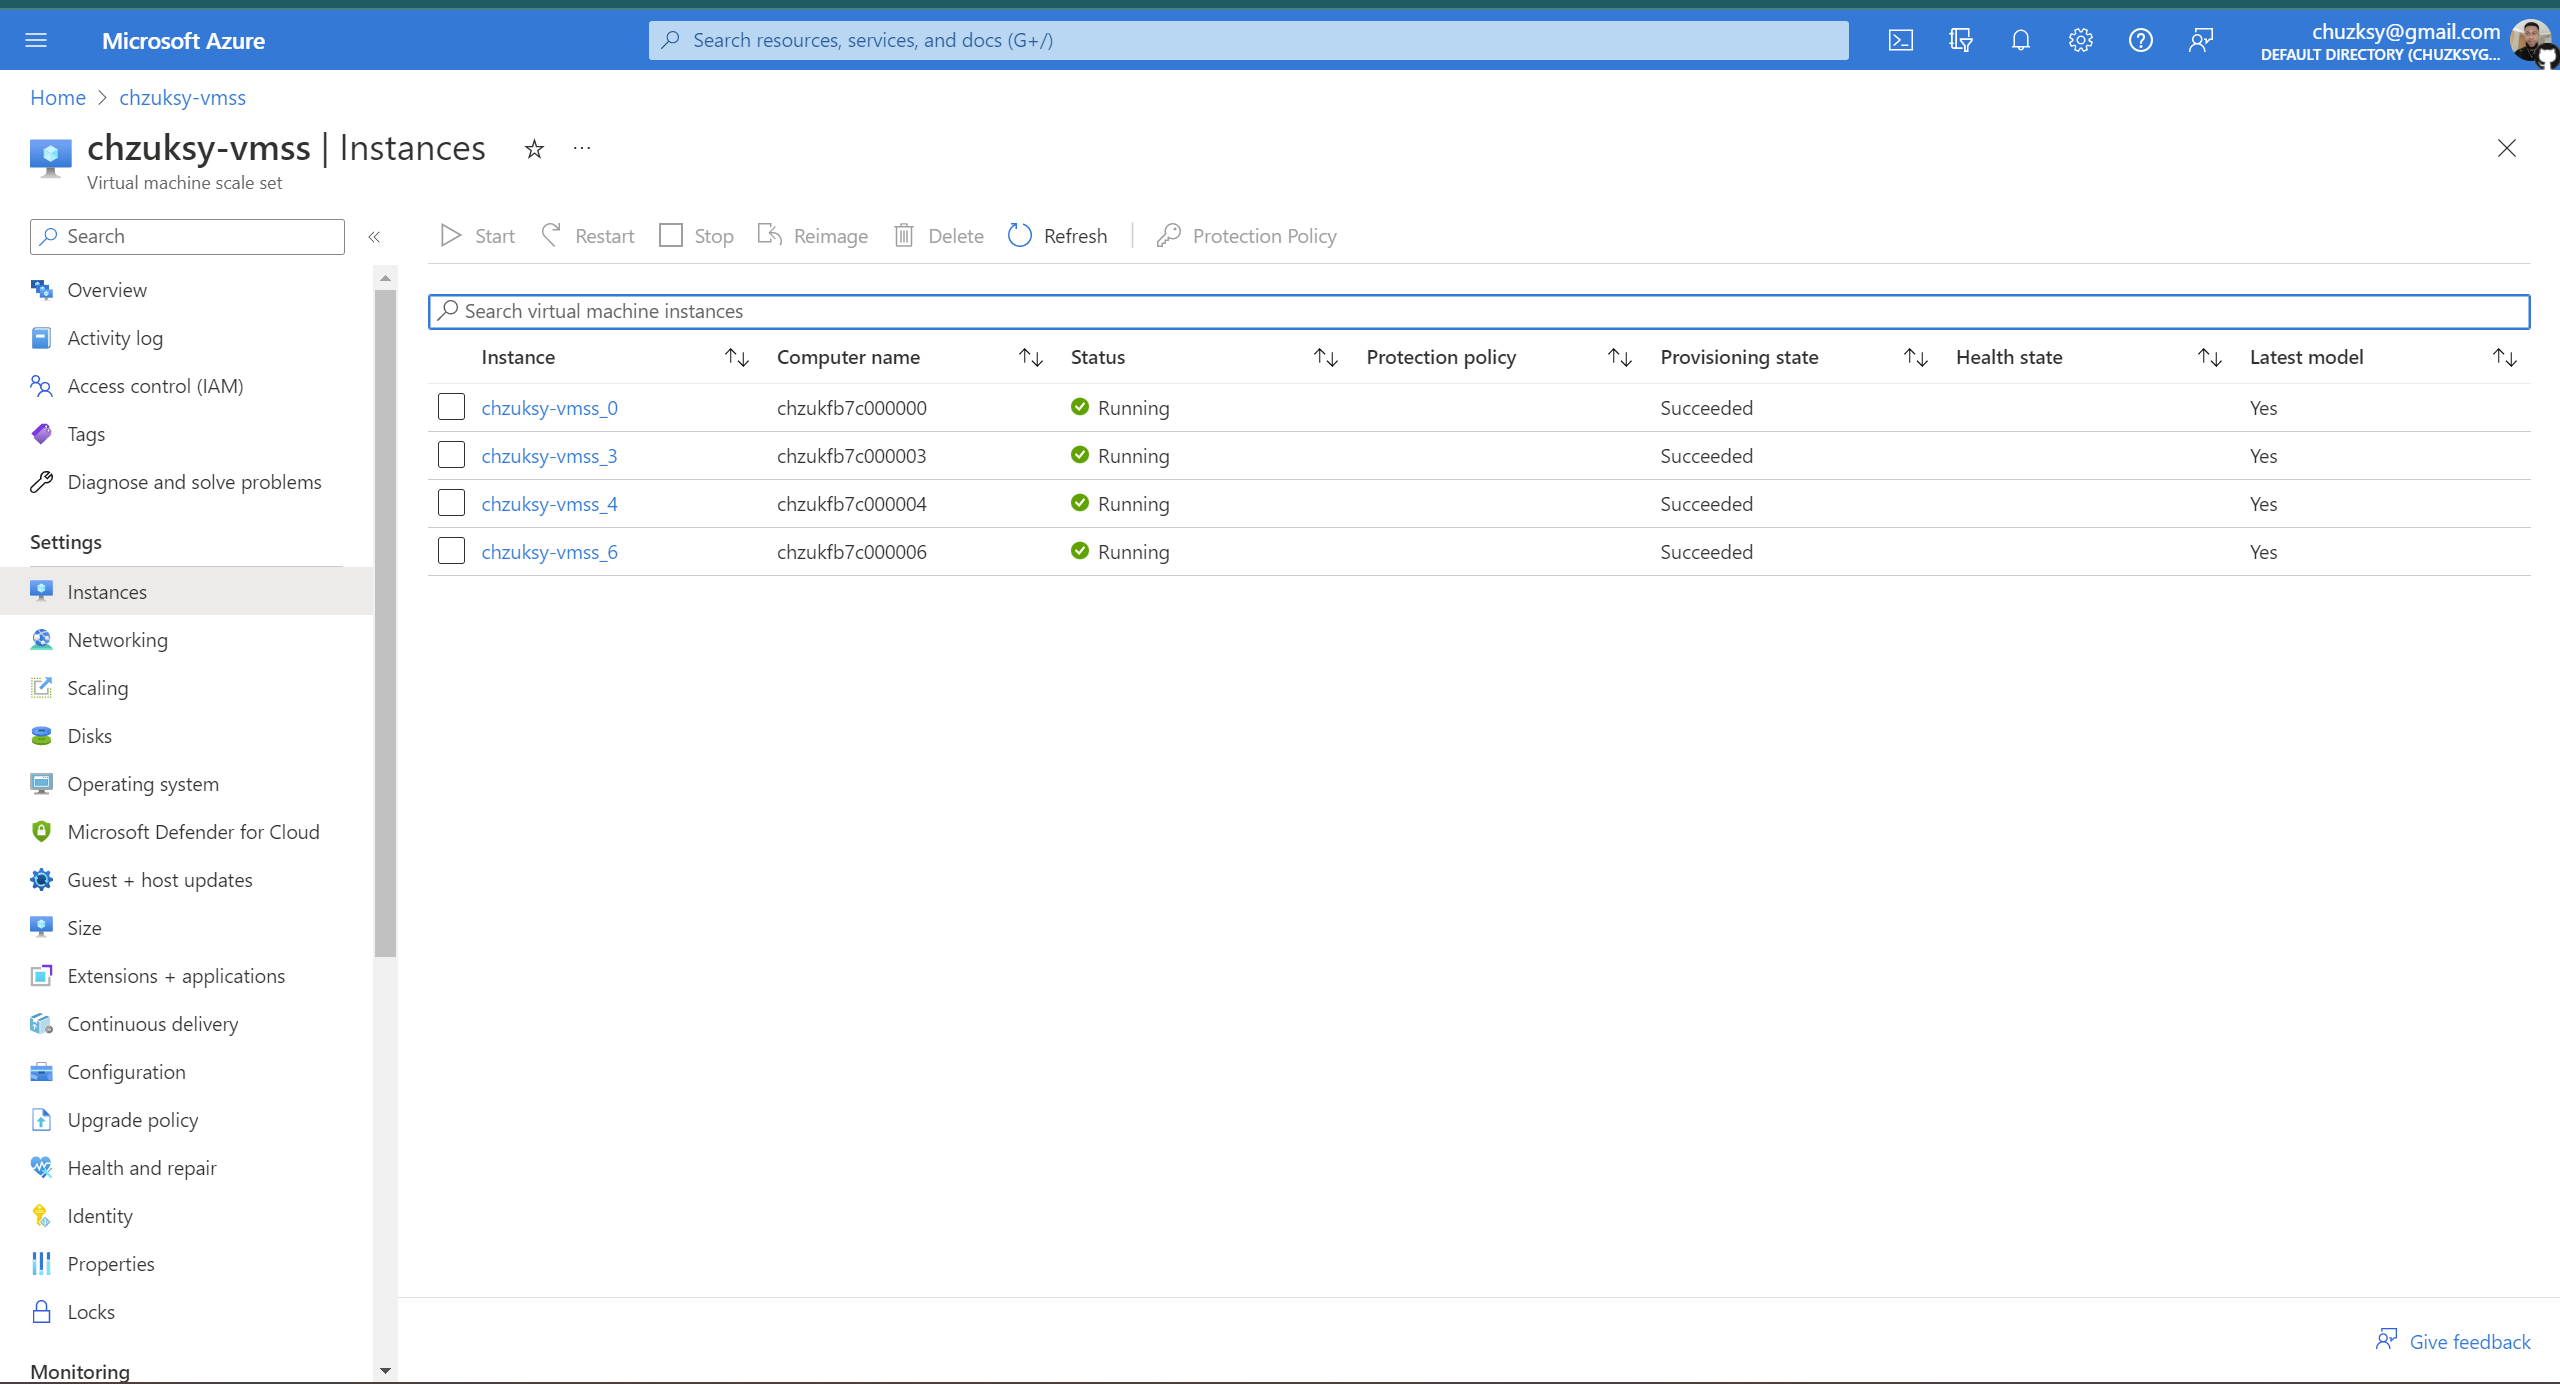 Microsoft Azure
Search resources, services, and docs (G+/)
chuzksy@gmail.com
DEFAULT DIRECTORY (CHUZKSYG...
Home > chzuksy-vmss
chzuksy-vmss | Instances
...
Virtual machine scale set
Search
Start
Restart
Stop
Reimage
Delete
Refresh
Protection Policy
Overview
Activity log
Access control (IAM)
Tags
Diagnose and solve problems
Settings
Instances
Networking
Scaling
Disks
Operating system
Microsoft Defender for Cloud
Guest + host updates
Size
Extensions + applications
Continuous delivery
Configuration
Upgrade policy
Health and repair
Identity
Properties
Locks
Monitoring
Search virtual machine instances
Instance Computer name Status Protection policy Provisioning state Health state Latest model
chzuksy-vmss_0 chzukfb7c000000 Running Succeeded Yes
chzuksy-vmss_3 chzukfb7c000003 Running Succeeded Yes
chzuksy-vmss_4 chzukfb7c000004 Running Succeeded Yes
chzuksy-vmss_6 chzukfb7c000006 Running Succeeded Yes
Give feedback